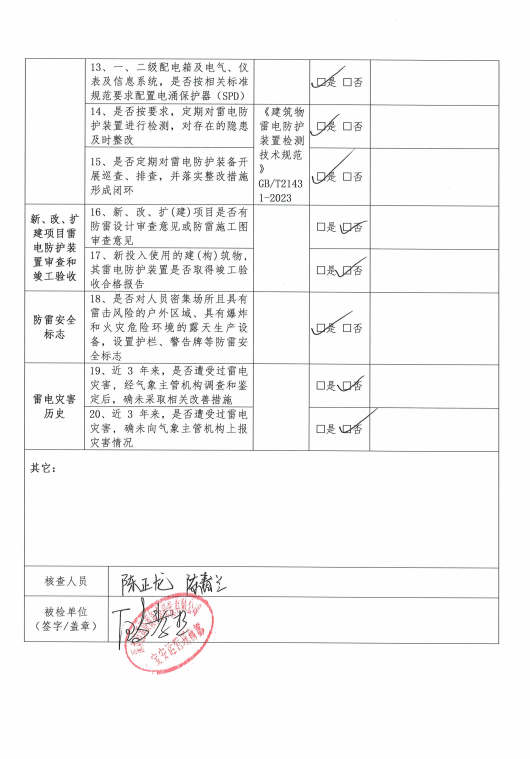 13、一、二级配电箱及电气、仪
表及信息系统，是否按相关标准
规范要求配置电涌保护器（SPD）
□是 □否
14、是否按要求，定期对雷电防
护装置进行检测，对存在的隐患
及时整改
□是 □否
《建筑物
雷电防护
装置检测
技术规范
》
GB/T2143
1-2023
15、是否定期对雷电防护装备开
展巡查、排查，并落实整改措施
形成闭环
□是 □否
新、改、扩
建项目雷
电防护装
置审查和
竣工验收
16、新、改、扩(建)项目是否有
防雷设计审查意见或防雷施工图
审查意见
□是 □否
17、新投入使用的建(构)筑物，
其雷电防护装置是否取得竣工验
收合格报告
□是 □否
防雷安全
标志
18、是否对人员密集场所且具有
雷击风险的户外区域、具有爆炸
和火灾危险环境的露天生产设
备，设置护栏、警告牌等防雷安
全标志
□是 □否
雷电灾害
历史
19、近 3 年来，是否遭受过雷电
灾害，经气象主管机构调查和鉴
定后，确未采取相关改善措施
□是 □否
20、近 3 年来，是否遭受过雷电
灾害，确未向气象主管机构上报
灾害情况
□是 □否
其它：
核查人员
陈正龙
被检单位
（签字/盖章）